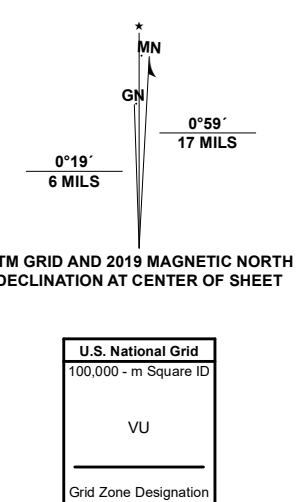 ★
MN
GN
0°59´
17 MILS
0°19´
6 MILS
TM GRID AND 2019 MAGNETIC NORTH
DECLINATION AT CENTER OF SHEET
U.S. National Grid
100,000 - m Square ID
VU
Grid Zone Designation